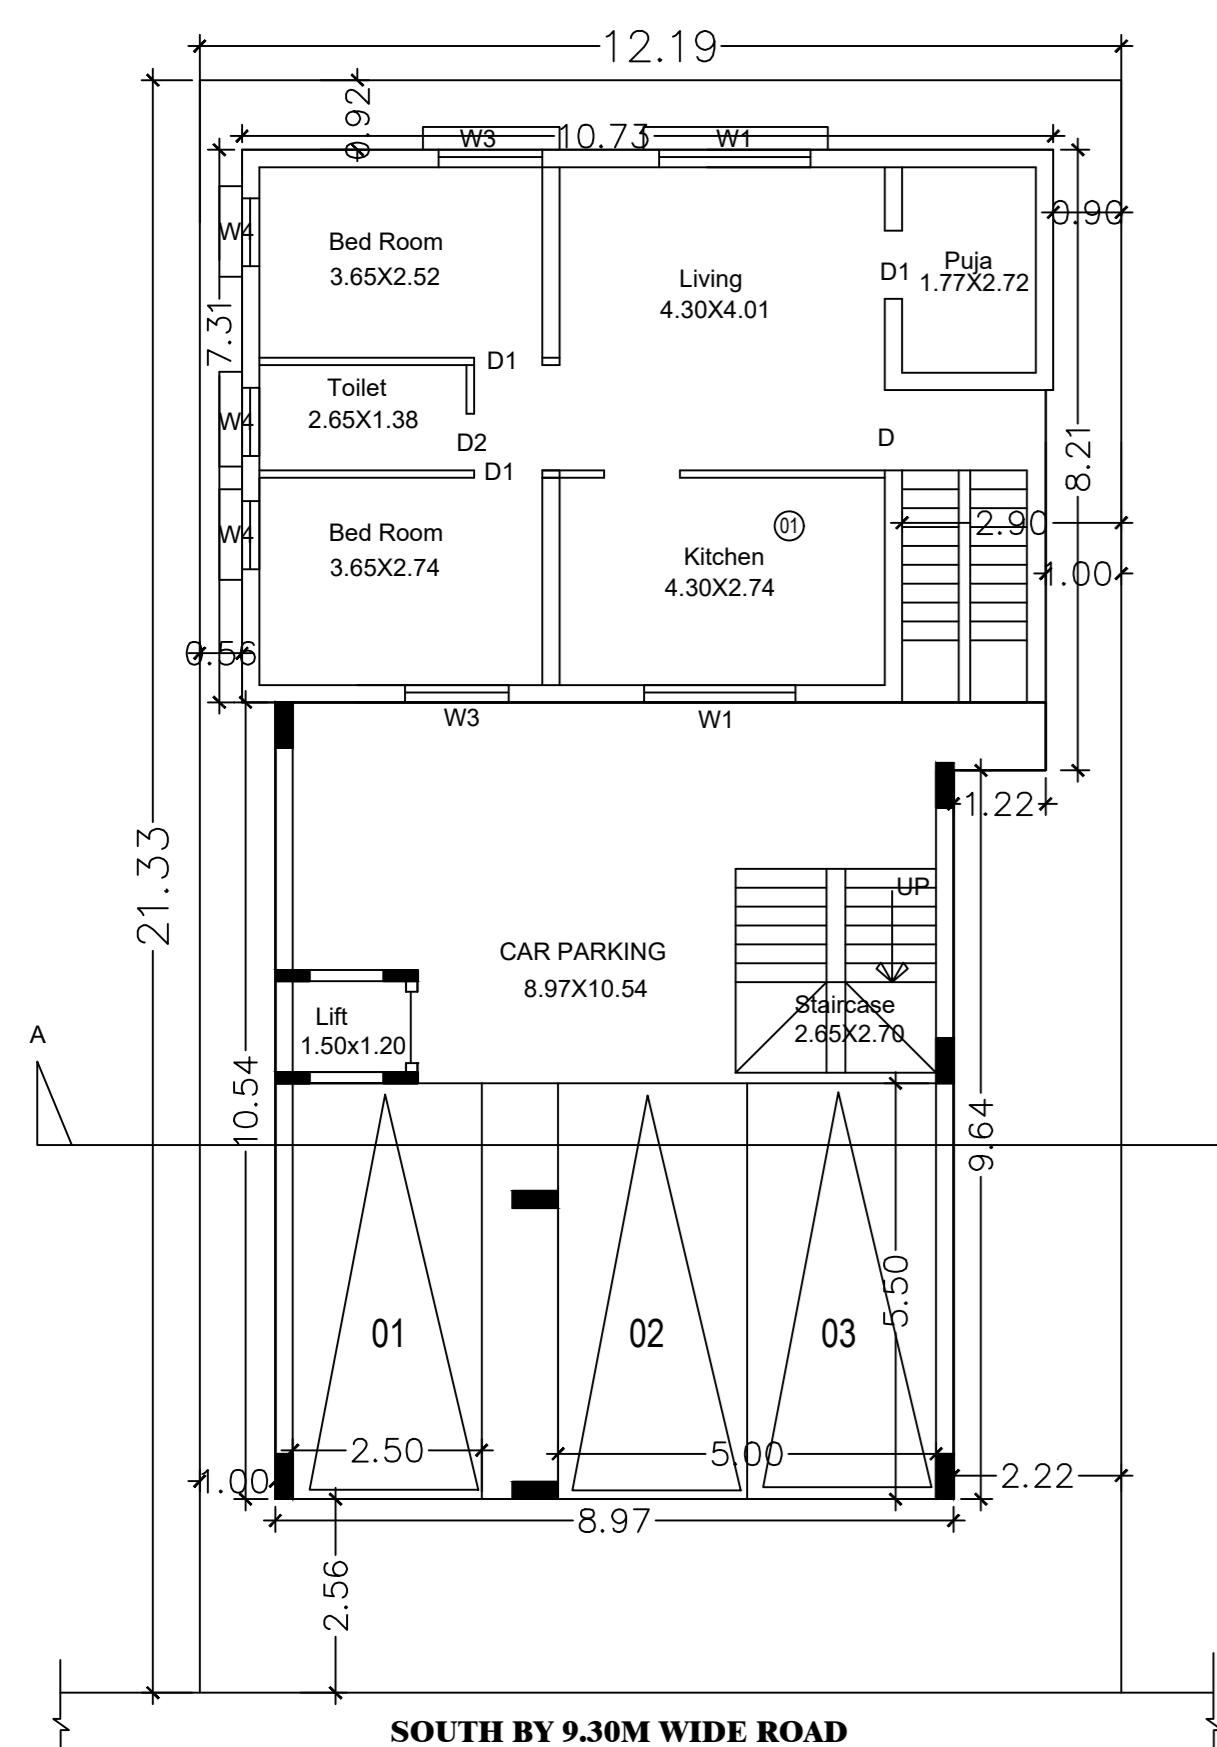 12.19
0.92
W3
10.73
W1
0.90
W4
Bed Room
3.65X2.52
Living
4.30X4.01
D1
Puja
1.77X2.72
7.31
D1
Toilet
2.65X1.38
W4
D2
D
D1
8.21
W4
Bed Room
3.65X2.74
01
Kitchen
4.30X2.74
2.90
1.00
0.56
W3
W1
1.22
21.33
UP
CAR PARKING
8.97X10.54
Lift
1.50x1.20
Staircase
2.65X2.70
A
10.54
9.64
5.50
01
02
03
2.50
5.00
1.00
2.22
8.97
2.56
SOUTH BY 9.30M WIDE ROAD